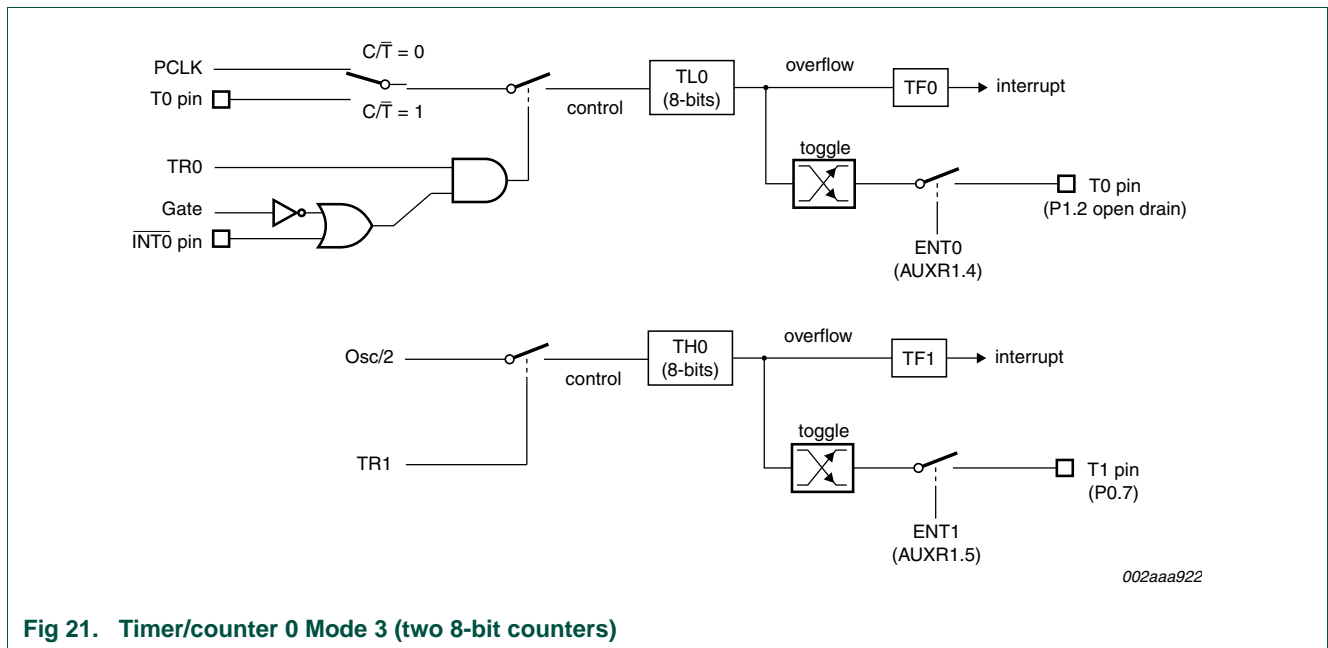 C/T̅ = 0
PCLK
T0 pin
C/T̅ = 1
control
TL0
(8-bits)
overflow
TF0
interrupt
toggle
T0 pin
(P1.2 open drain)
ENT0
(AUXR1.4)
TR0
Gate
I̅N̅T̅0̅ pin
Osc/2
control
TH0
(8-bits)
overflow
TF1
interrupt
toggle
T1 pin
(P0.7)
ENT1
(AUXR1.5)
TR1
002aaa922
Fig 21. Timer/counter 0 Mode 3 (two 8-bit counters)